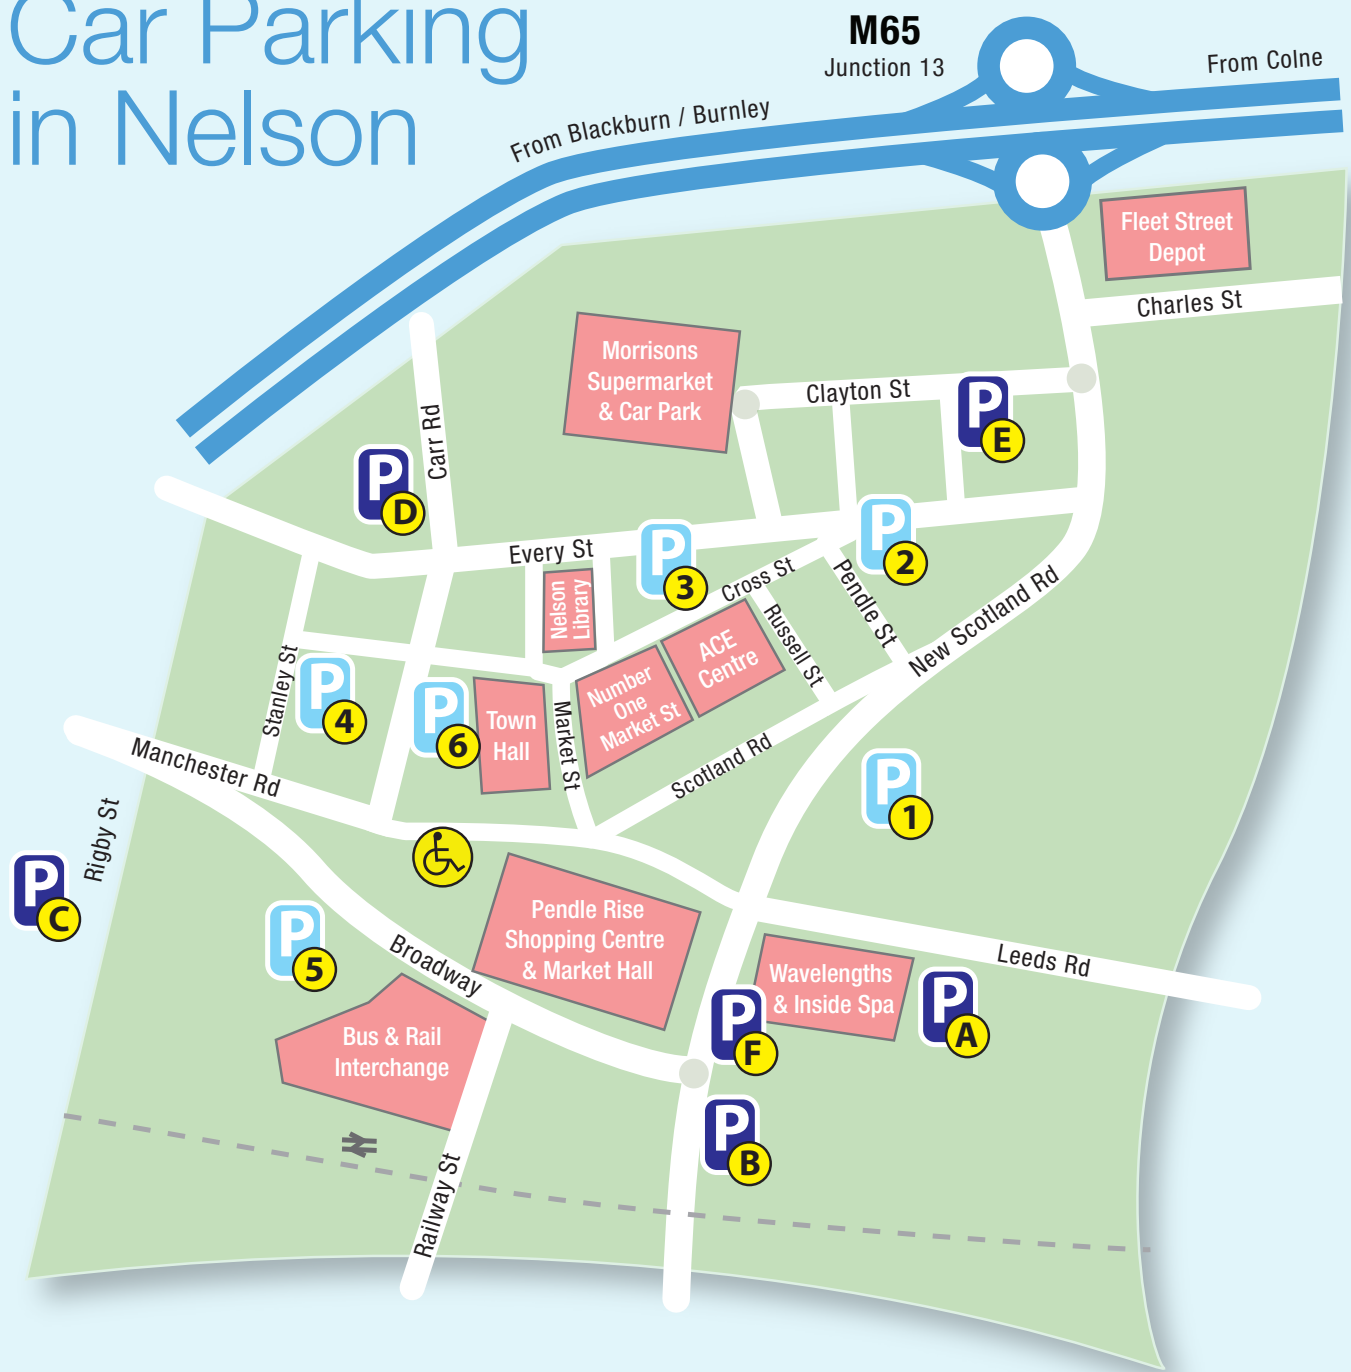 Car Parking
in Nelson
M65
Junction 13
From Colne
From Blackburn / Burnley
Fleet Street
Depot
Charles St
Morrisons
Supermarket
& Car Park
Clayton St
P
E
Carr Rd
P
D
Every St
P
3
P
2
Nelson
Library
Cross St
Pendle St
Russell St
New Scotland Rd
ACE
Centre
Number
One
Market St
Stanley St
P
4
P
6
Town
Hall
Market St
Scotland Rd
Manchester Rd
P
1
Rigby St
P
C
P
5
Broadway
Pendle Rise
Shopping Centre
& Market Hall
Leeds Rd
Wavelengths
& Inside Spa
P
A
P
F
Bus & Rail
Interchange
P
B
Railway St